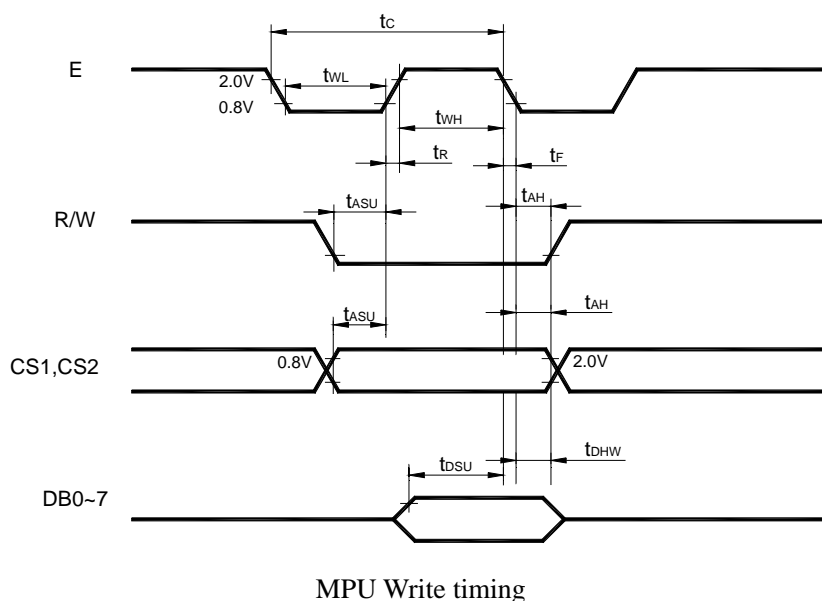 tC
E
2.0V
tWL
0.8V
tWH
tR
tF
tASU
tAH
R/W
tASU
tAH
CS1,CS2
0.8V
2.0V
tDSU
tDHW
DB0~7
MPU Write timing